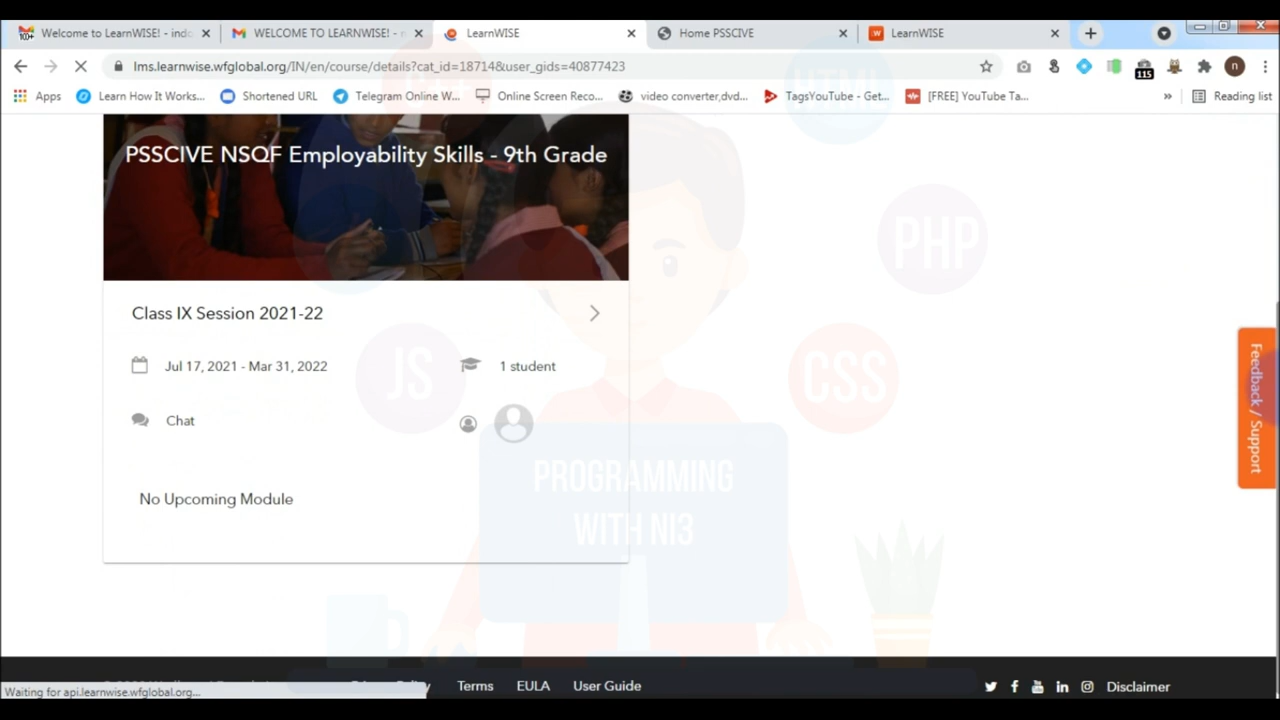 Welcome to LearnWISE! - indo
WELCOME TO LEARNWISE! - n
LearnWISE
Home PSSCIVE
LearnWISE
lms.learnwise.wfglobal.org/IN/en/course/details?cat_id=18714&user_gids=40877423
115
n
Apps
Learn How It Works...
Shortened URL
Telegram Online W...
Online Screen Reco...
video converter,dvd...
TagsYouTube - Get...
[FREE] YouTube Ta...
»
Reading list
HTML
PSSCIVE NSQF Employability Skills - 9th Grade
PHP
Class IX Session 2021-22
Jul 17, 2021 - Mar 31, 2022
1 student
JS
CSS
Feedback / Support
Chat
PROGRAMMING
WITH NI3
No Upcoming Module
Terms
EULA
User Guide
Disclaimer
Waiting for api.learnwise.wfglobal.org...